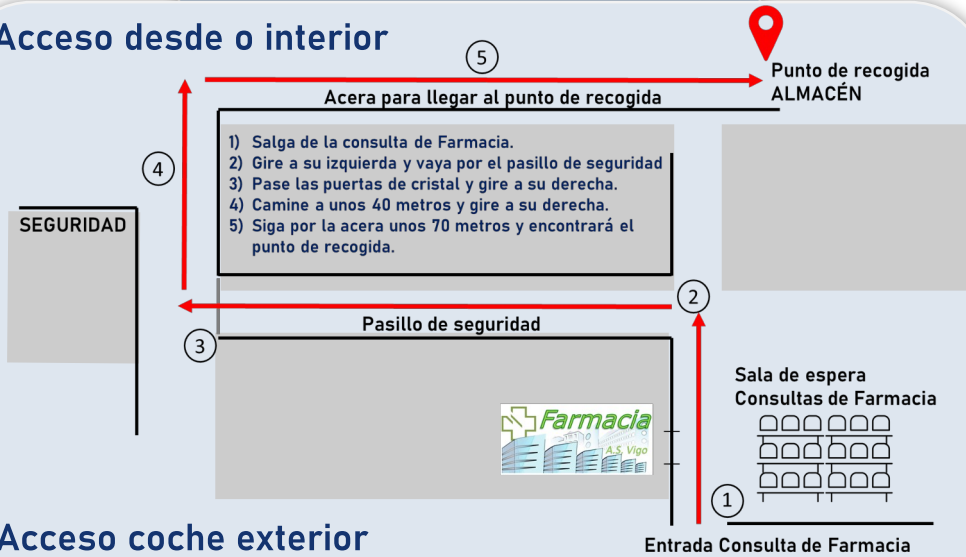 Acceso desde o interior
5
Punto de recogida
ALMACÉN
Acera para llegar al punto de recogida
1) Salga de la consulta de Farmacia.
2) Gire a su izquierda y vaya por el pasillo de seguridad
3) Pase las puertas de cristal y gire a su derecha.
4) Camine a unos 40 metros y gire a su derecha.
5) Siga por la acera unos 70 metros y encontrará el
punto de recogida.
4
SEGURIDAD
2
Pasillo de seguridad
3
Sala de espera
Consultas de Farmacia
Farmacia
A.S. Vigo
1
Acceso coche exterior
Entrada Consulta de Farmacia